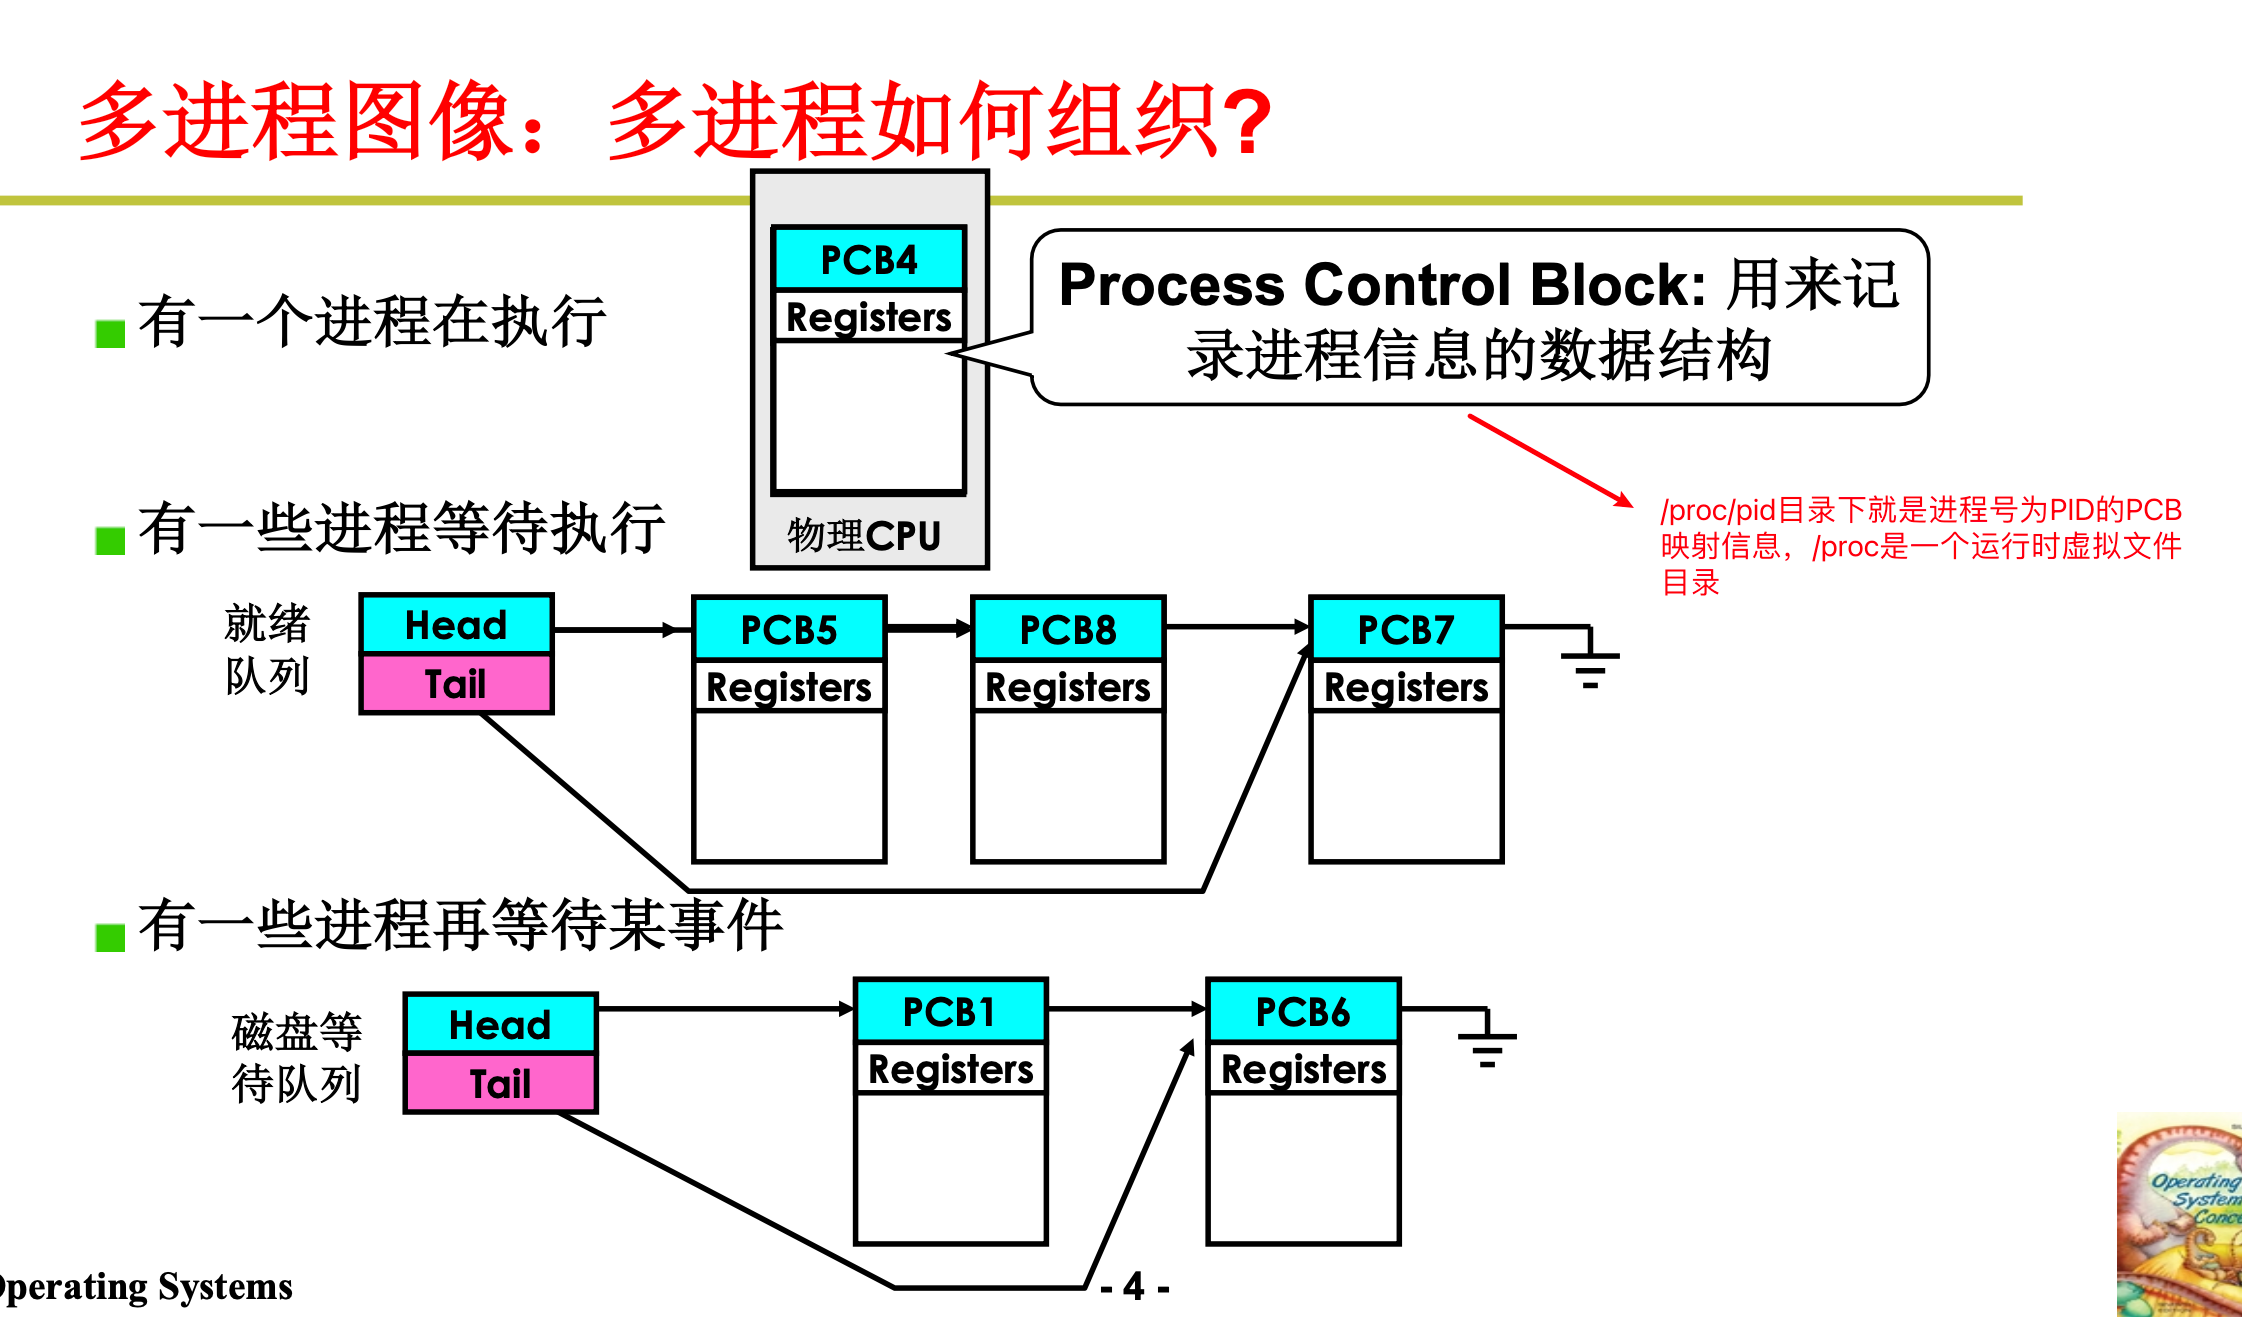 多进程图像：多进程如何组织?
PCB4
Registers
物理CPU
Process Control Block: 用来记
录进程信息的数据结构
有一个进程在执行
/proc/pid目录下就是进程号为PID的PCB
映射信息，/proc是一个运行时虚拟文件
目录
有一些进程等待执行
就绪
队列
Head
Tail
PCB5
Registers
PCB8
Registers
PCB7
Registers
有一些进程再等待某事件
磁盘等
待队列
Head
Tail
PCB1
Registers
PCB6
Registers
Operating Systems
- 4 -
Operating
System
Conce